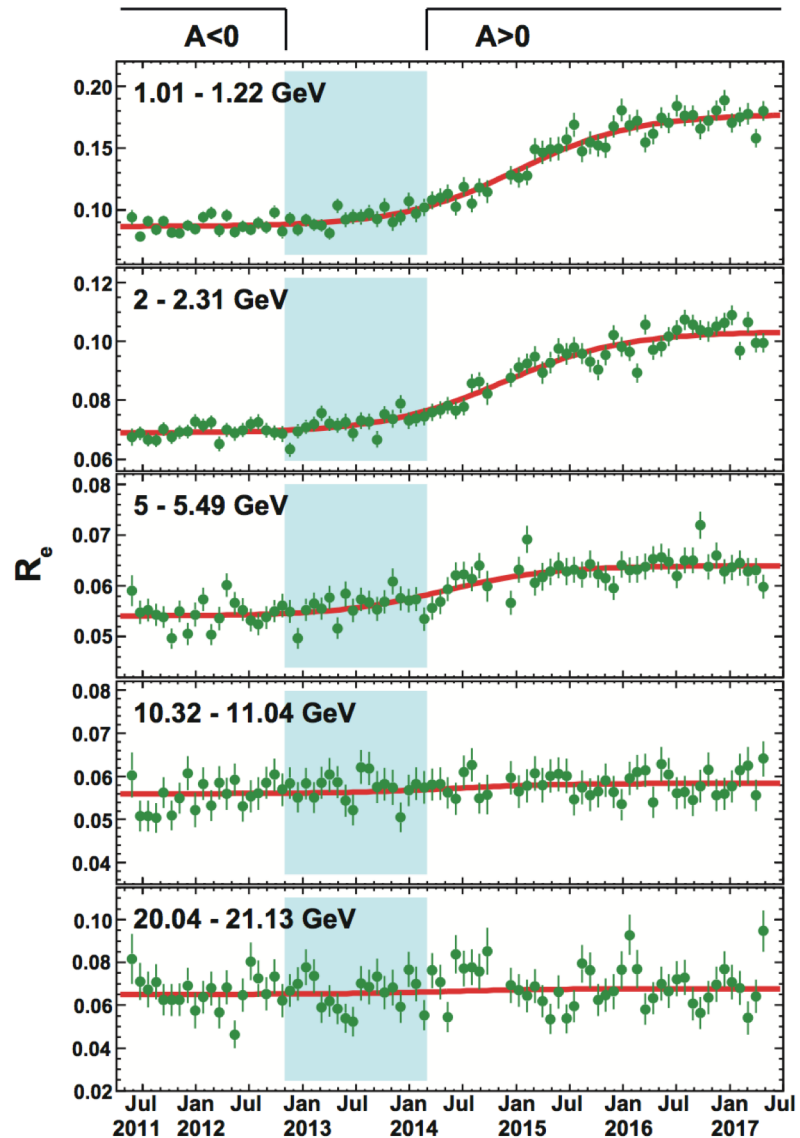 A<0 A>0
1.01 - 1.22 GeV
0.20
0.15
0.10
2 - 2.31 GeV
0.12
0.10
0.08
0.06
5 - 5.49 GeV
0.08
0.07
0.06
0.05
R_e
10.32 - 11.04 GeV
0.08
0.07
0.06
0.05
0.04
20.04 - 21.13 GeV
0.10
0.08
0.06
0.04
0.02
Jul Jan Jul Jan Jul Jan Jul Jan Jul Jan Jul Jan Jul
2011 2012 2013 2014 2015 2016 2017